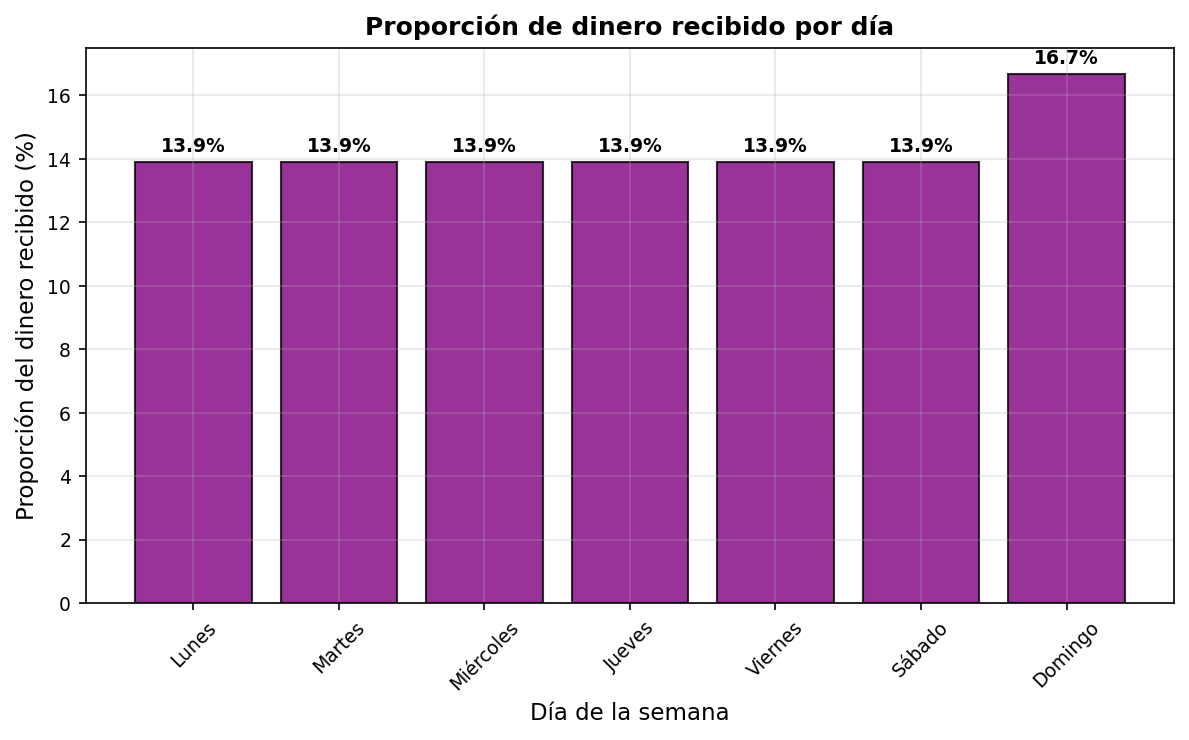 Proporción de dinero recibido por día
Proporción del dinero recibido (%)
16
14
12
10
8
6
4
2
0
13.9%
13.9%
13.9%
13.9%
13.9%
13.9%
16.7%
Lunes
Martes
Miércoles
Jueves
Viernes
Sábado
Domingo
Día de la semana